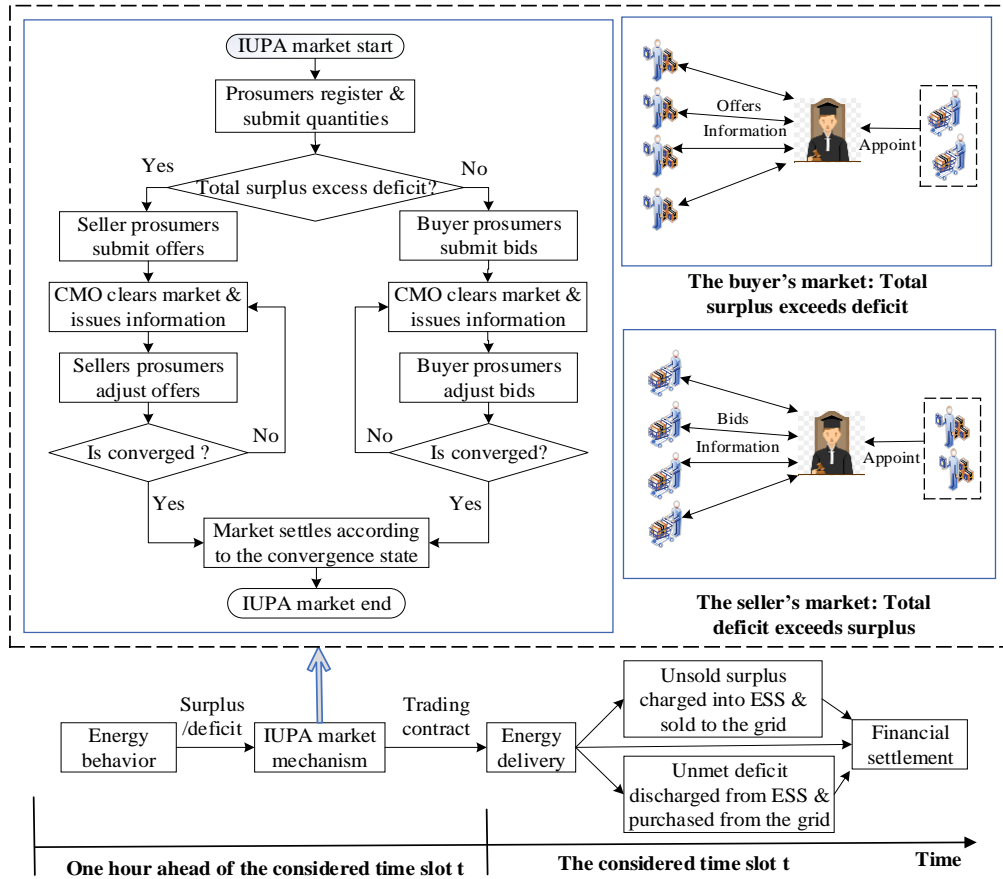 IUPA market start
Prosumers register &
submit quantities
Yes
No
Total surplus excess deficit?
Seller prosumers
submit offers
Buyer prosumers
submit bids
CMO clears market &
issues information
CMO clears market &
issues information
Sellers prosumers
adjust offers
Buyer prosumers
adjust bids
No
No
Is converged ?
Is converged?
Yes
Yes
Market settles according
to the convergence state
IUPA market end
Offers
Information
Appoint
The buyer's market: Total
surplus exceeds deficit
Bids
Information
Appoint
The seller's market: Total
deficit exceeds surplus
Energy
behavior
Surplus
/deficit
IUPA market
mechanism
Trading
contract
Energy
delivery
Unsold surplus
charged into ESS &
sold to the grid
Unmet deficit
discharged from ESS &
purchased from the grid
Financial
settlement
One hour ahead of the considered time slot t
The considered time slot t
Time